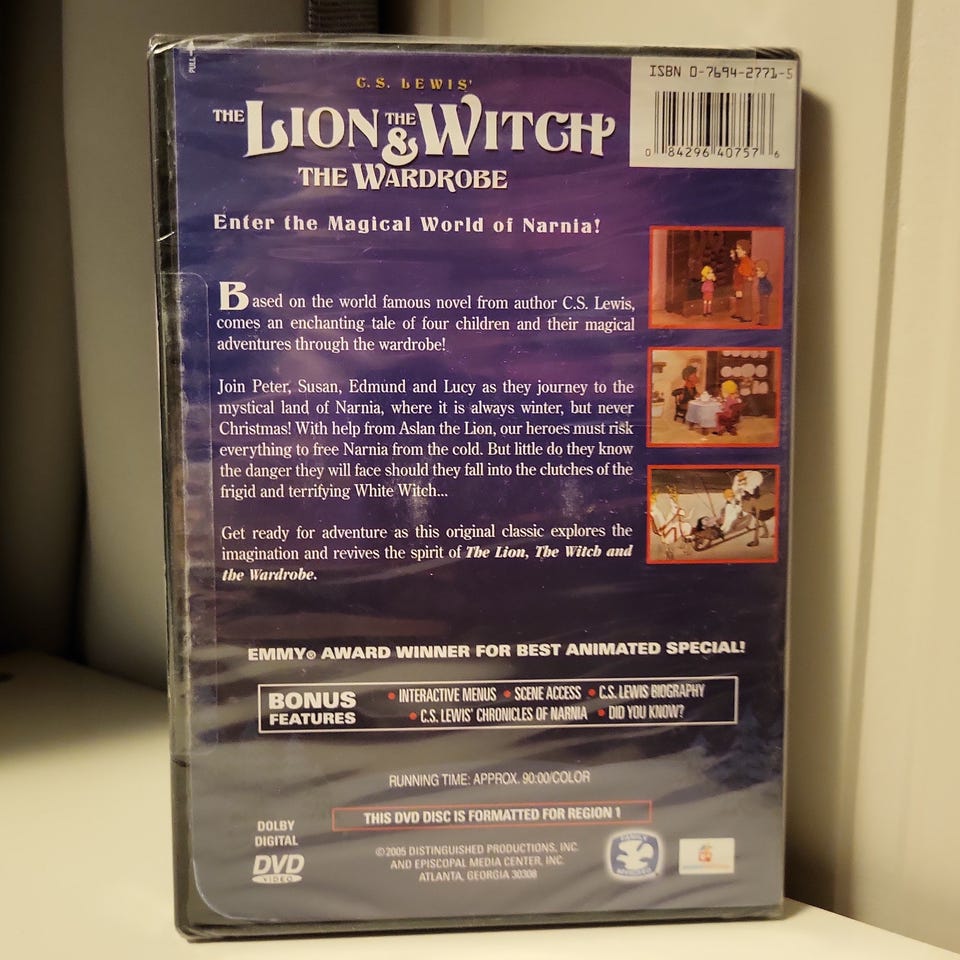 PULL
ISBN 0-7694-2771-5
0 84296 40757 6
C.S. LEWIS'
THE LION THE WITCH
&
THE WARDROBE
Enter the Magical World of Narnia!
Based on the world famous novel from author C.S. Lewis,
comes an enchanting tale of four children and their magical
adventures through the wardrobe!
Join Peter, Susan, Edmund and Lucy as they journey to the
mystical land of Narnia, where it is always winter, but never
Christmas! With help from Aslan the Lion, our heroes must risk
everything to free Narnia from the cold. But little do they know
the danger they will face should they fall into the clutches of the
frigid and terrifying White Witch...
Get ready for adventure as this original classic explores the
imagination and revives the spirit of The Lion, The Witch and
the Wardrobe.
EMMY® AWARD WINNER FOR BEST ANIMATED SPECIAL!
BONUS FEATURES
• INTERACTIVE MENUS • SCENE ACCESS • C.S. LEWIS BIOGRAPHY
• C.S. LEWIS' CHRONICLES OF NARNIA • DID YOU KNOW?
RUNNING TIME: APPROX. 90:00/COLOR
THIS DVD DISC IS FORMATTED FOR REGION 1
DOLBY
DIGITAL
DVD
VIDEO
©2005 DISTINGUISHED PRODUCTIONS, INC.
AND EPISCOPAL MEDIA CENTER, INC.
ATLANTA, GEORGIA 30308
FAMILY
APPROVED